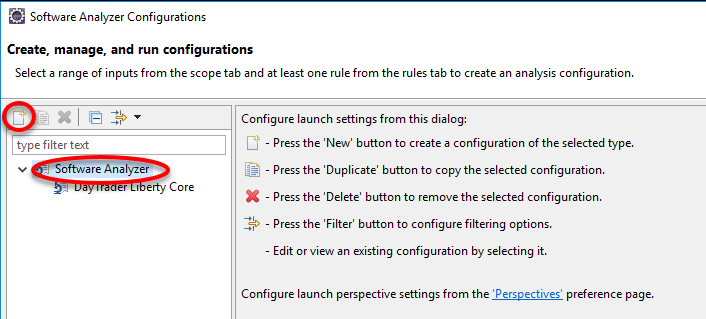 Software Analyzer Configurations
Create, manage, and run configurations
Select a range of inputs from the scope tab and at least one rule from the rules tab to create an analysis configuration.
type filter text
Software Analyzer
DayTrader Liberty Core
Configure launch settings from this dialog:
- Press the 'New' button to create a configuration of the selected type.
- Press the 'Duplicate' button to copy the selected configuration.
- Press the 'Delete' button to remove the selected configuration.
- Press the 'Filter' button to configure filtering options.
- Edit or view an existing configuration by selecting it.
Configure launch perspective settings from the 'Perspectives' preference page.